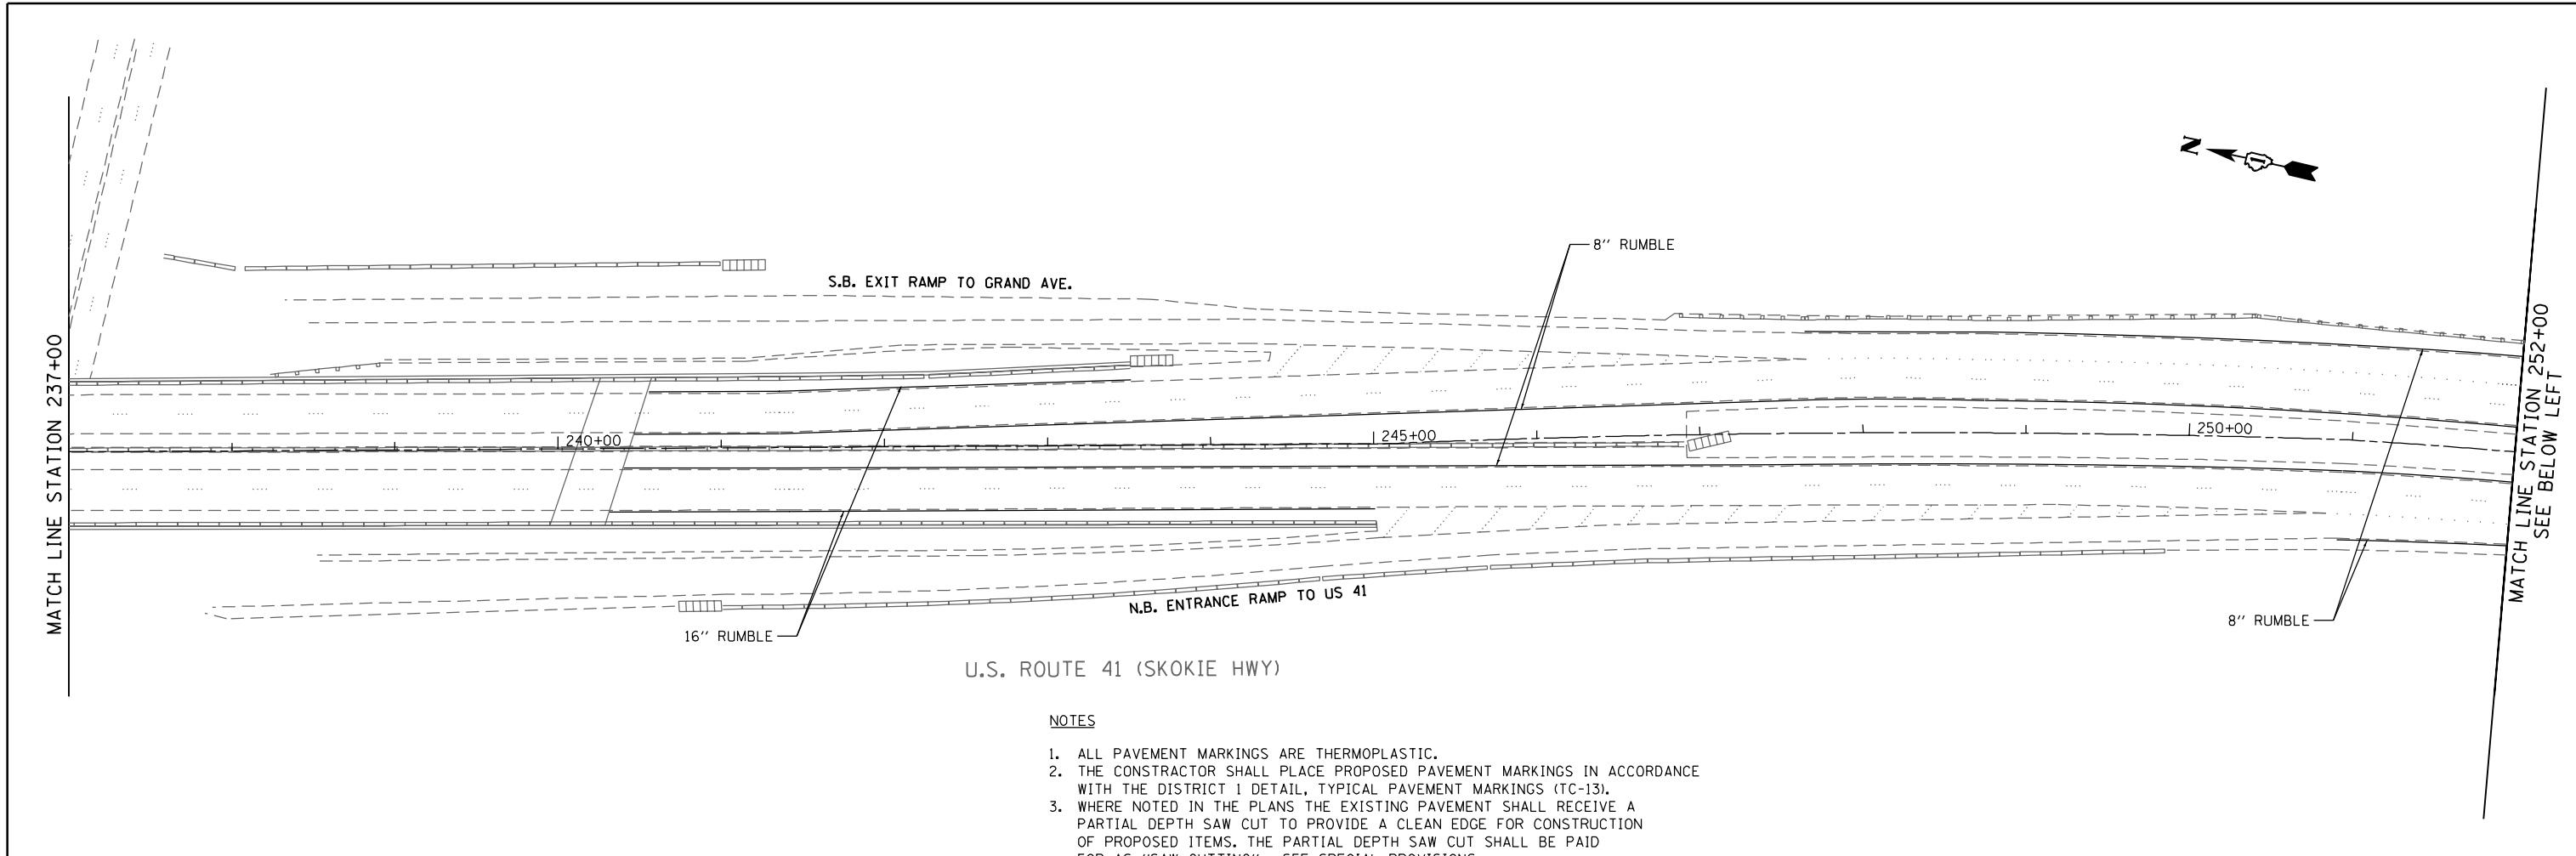 N
1
8'' RUMBLE
S.B. EXIT RAMP TO GRAND AVE.
MATCH LINE STATION 237+00
240+00
245+00
250+00
MATCH LINE STATION 252+00
SEE BELOW LEFT
N.B. ENTRANCE RAMP TO US 41
16'' RUMBLE
8'' RUMBLE
U.S. ROUTE 41 (SKOKIE HWY)
NOTES
1. ALL PAVEMENT MARKINGS ARE THERMOPLASTIC.
2. THE CONSTRACTOR SHALL PLACE PROPOSED PAVEMENT MARKINGS IN ACCORDANCE
WITH THE DISTRICT 1 DETAIL, TYPICAL PAVEMENT MARKINGS (TC-13).
3. WHERE NOTED IN THE PLANS THE EXISTING PAVEMENT SHALL RECEIVE A
PARTIAL DEPTH SAW CUT TO PROVIDE A CLEAN EDGE FOR CONSTRUCTION
OF PROPOSED ITEMS. THE PARTIAL DEPTH SAW CUT SHALL BE PAID